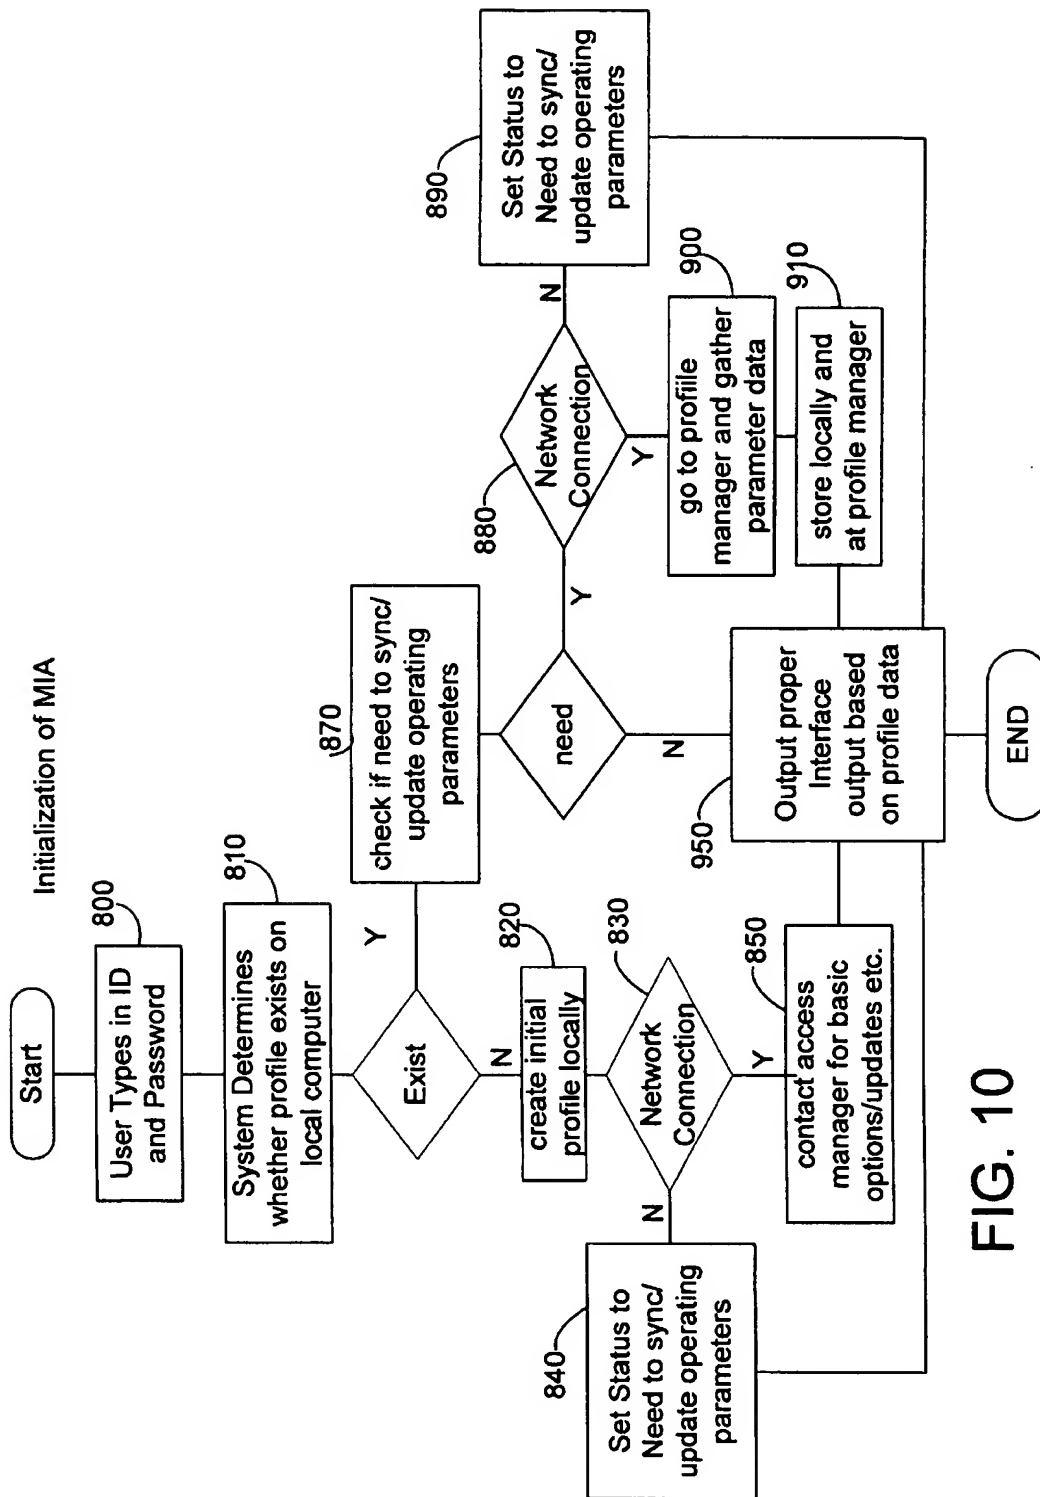 Initialization of MIA
Start
800
User Types in ID
and Password
810
System Determines
whether profile exists on
local computer
Exist
Y
N
870
check if need to sync/
update operating
parameters
need
Y
N
880
Network
Connection
N
Y
890
Set Status to
Need to sync/
update operating
parameters
900
go to profiile
manager and gather
parameter data
910
store locally and
at profile manager
820
create initial
profile locally
830
Network
Connection
N
Y
840
Set Status to
Need to sync/
update operating
parameters
850
contact access
manager for basic
options/updates etc.
950
Output proper
Interface
output based
on profile data
END
FIG. 10